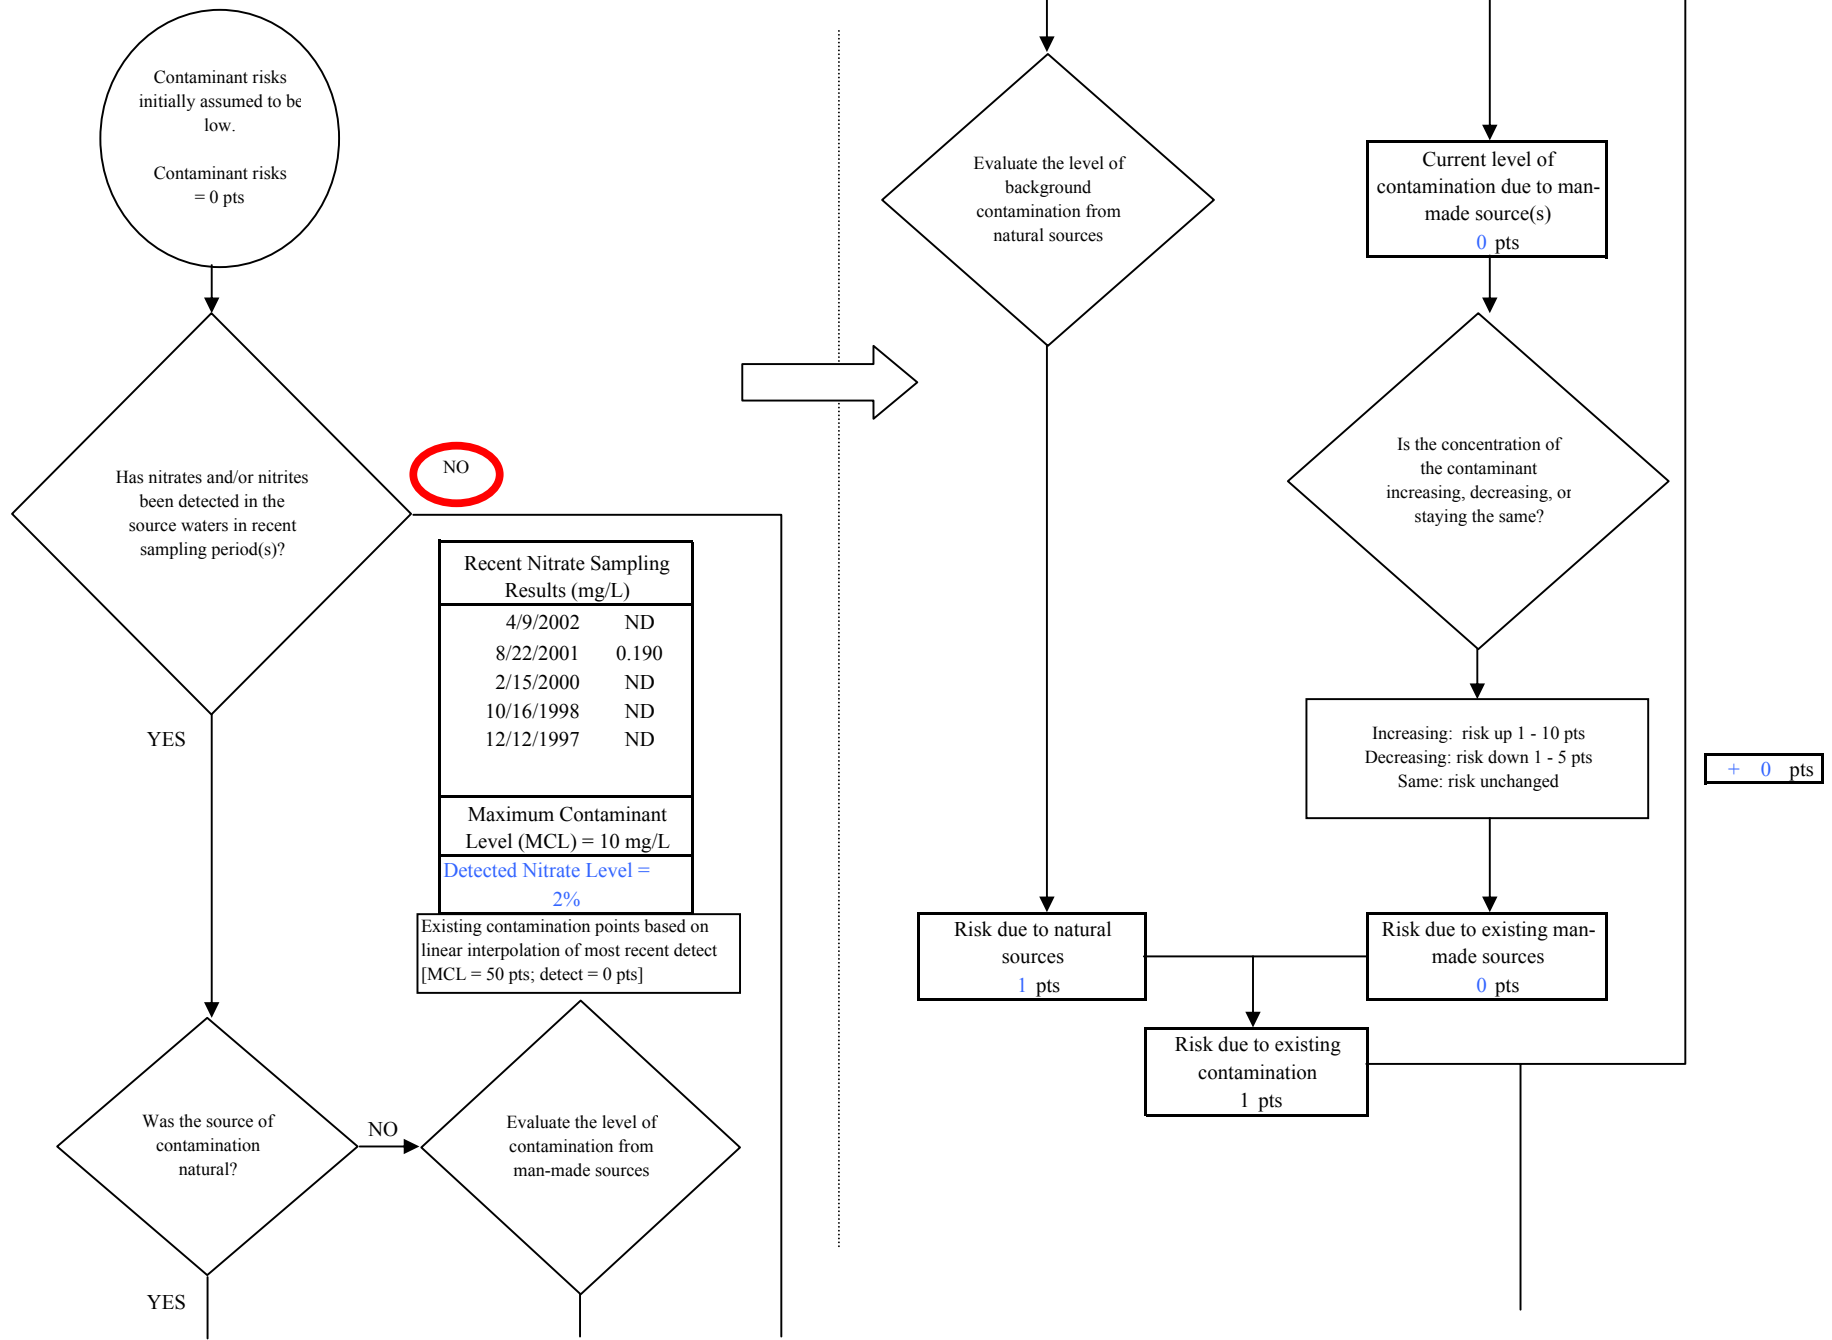 Contaminant risks
initially assumed to be
low.
Contaminant risks
= 0 pts
Has nitrates and/or nitrites
been detected in the
source waters in recent
sampling period(s)?
NO
YES
Recent Nitrate Sampling
Results (mg/L)
4/9/2002 ND
8/22/2001 0.190
2/15/2000 ND
10/16/1998 ND
12/12/1997 ND
Maximum Contaminant
Level (MCL) = 10 mg/L
Detected Nitrate Level =
2%
Existing contamination points based on
linear interpolation of most recent detect
[MCL = 50 pts; detect = 0 pts]
Was the source of
contamination
natural?
NO
YES
Evaluate the level of
contamination from
man-made sources
Evaluate the level of
background
contamination from
natural sources
Current level of
contamination due to man-
made source(s)
0 pts
Is the concentration of
the contaminant
increasing, decreasing, or
staying the same?
Increasing: risk up 1 - 10 pts
Decreasing: risk down 1 - 5 pts
Same: risk unchanged
+ 0 pts
Risk due to natural
sources
1 pts
Risk due to existing man-
made sources
0 pts
Risk due to existing
contamination
1 pts